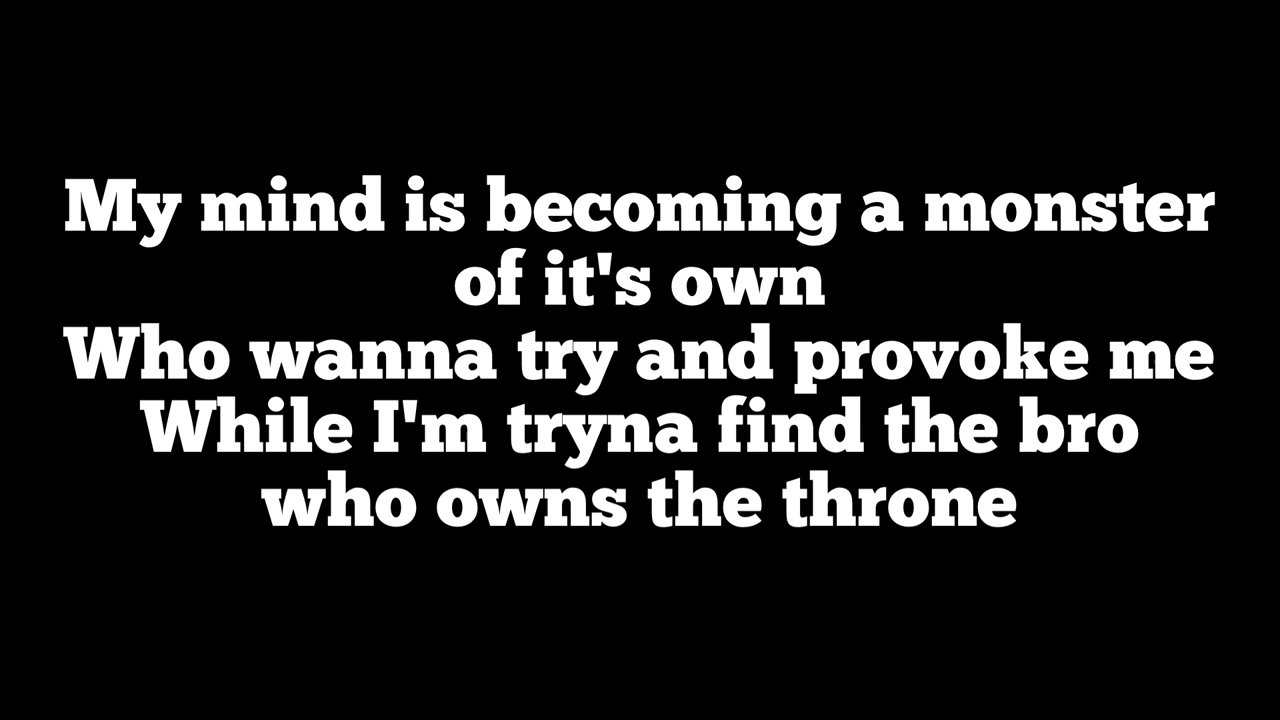 My mind is becoming a monster
of it's own
Who wanna try and provoke me
While I'm tryna find the bro
who owns the throne